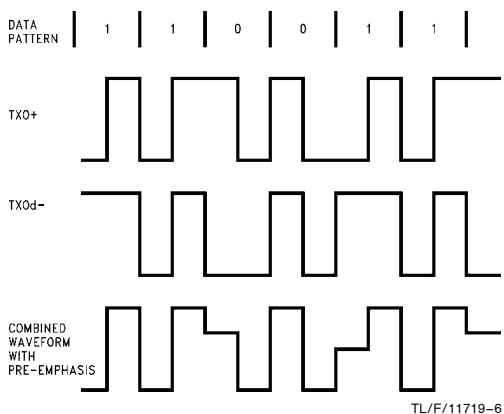 DATA
PATTERN | 1 | 1 | 0 | 0 | 1 | 1 |
TXO+
TXOd−
COMBINED
WAVEFORM
WITH
PRE-EMPHASIS
TL/F/11719–6